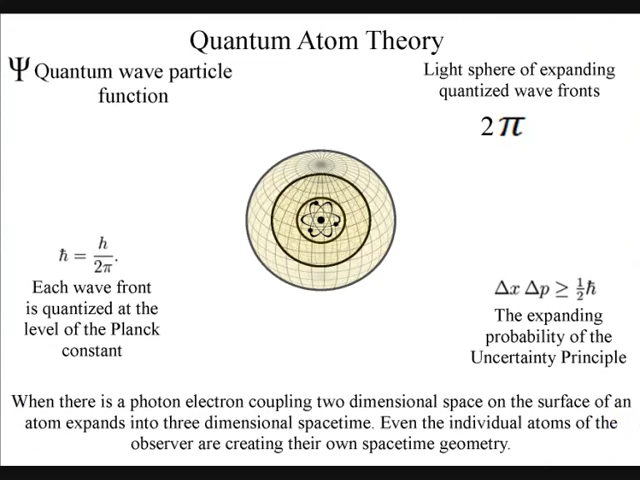 Quantum Atom Theory
Ψ Quantum wave particle
function
Light sphere of expanding
quantized wave fronts
2π
ħ = h/2π.
Each wave front
is quantized at the
level of the Planck
constant
Δx Δp ≥ ½ħ
The expanding
probability of the
Uncertainty Principle
When there is a photon electron coupling two dimensional space on the surface of an
atom expands into three dimensional spacetime. Even the individual atoms of the
observer are creating their own spacetime geometry.